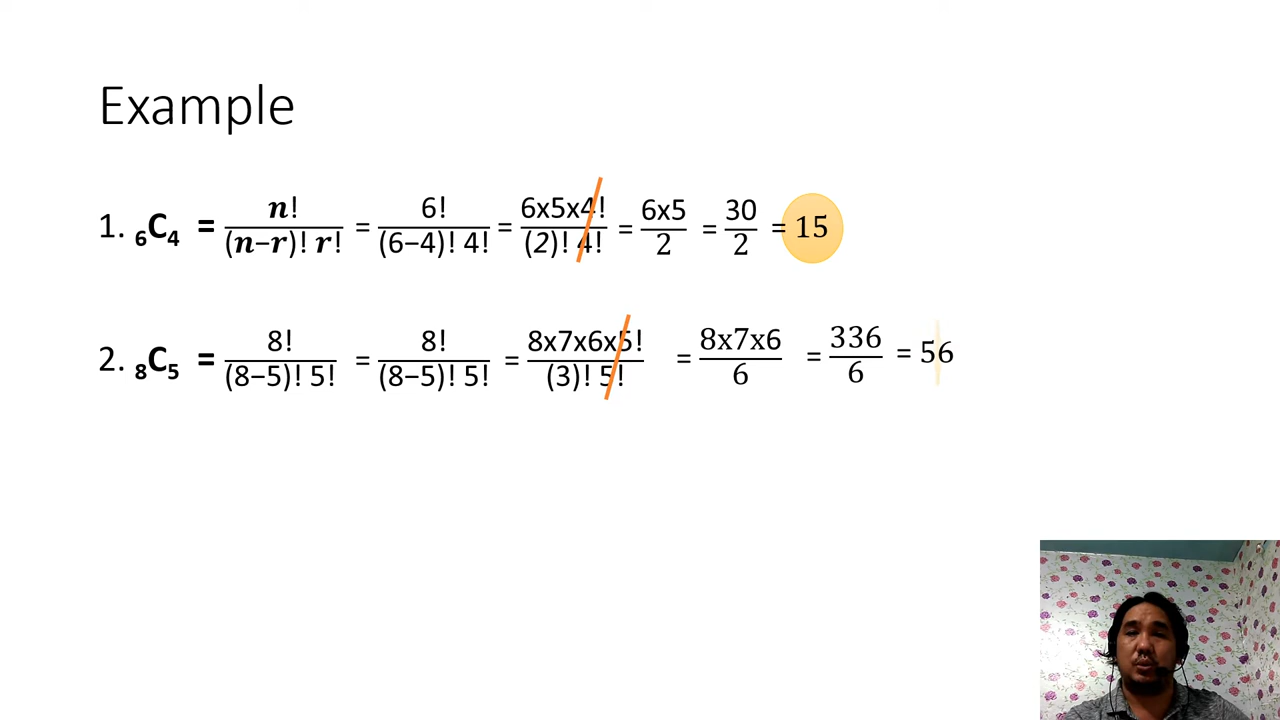 Example
1. ₆C₄ = n!/(n−r)! r! = 6!/(6−4)! 4! = 6x5x4!/(2)! 4! = 6x5/2 = 30/2 = 15
2. ₈C₅ = 8!/(8−5)! 5! = 8!/(8−5)! 5! = 8x7x6x5!/(3)! 5! = 8x7x6/6 = 336/6 = 56